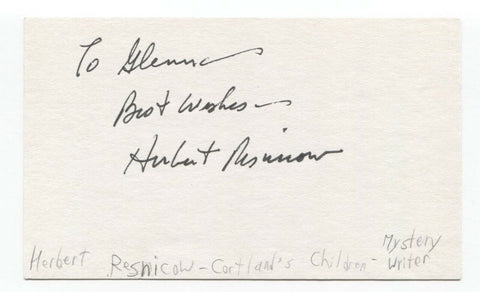 To Glenna
Best Wishes
Herbert Resnicow
Mystery
Herbert Resnicow - Cortland's Children - Writer